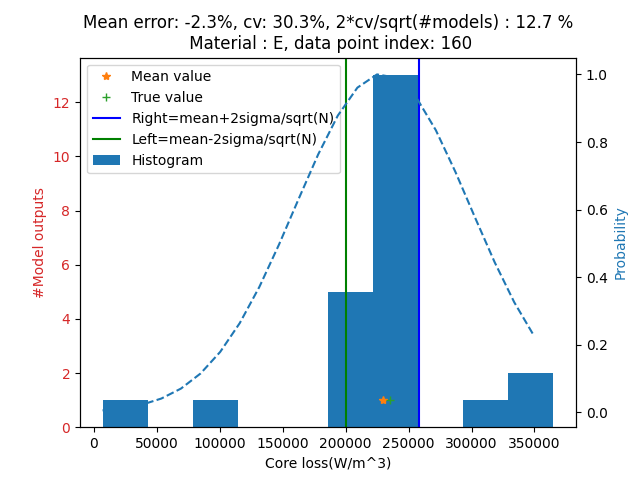 Mean error: -2.3%, cv: 30.3%, 2*cv/sqrt(#models) : 12.7 %
Material : E, data point index: 160
Mean value
True value
Right=mean+2sigma/sqrt(N)
Left=mean-2sigma/sqrt(N)
Histogram
#Model outputs
12
10
8
6
4
2
0
1.0
0.8
0.6
0.4
0.2
0.0
Probability
0 50000 100000 150000 200000 250000 300000 350000
Core loss(W/m^3)